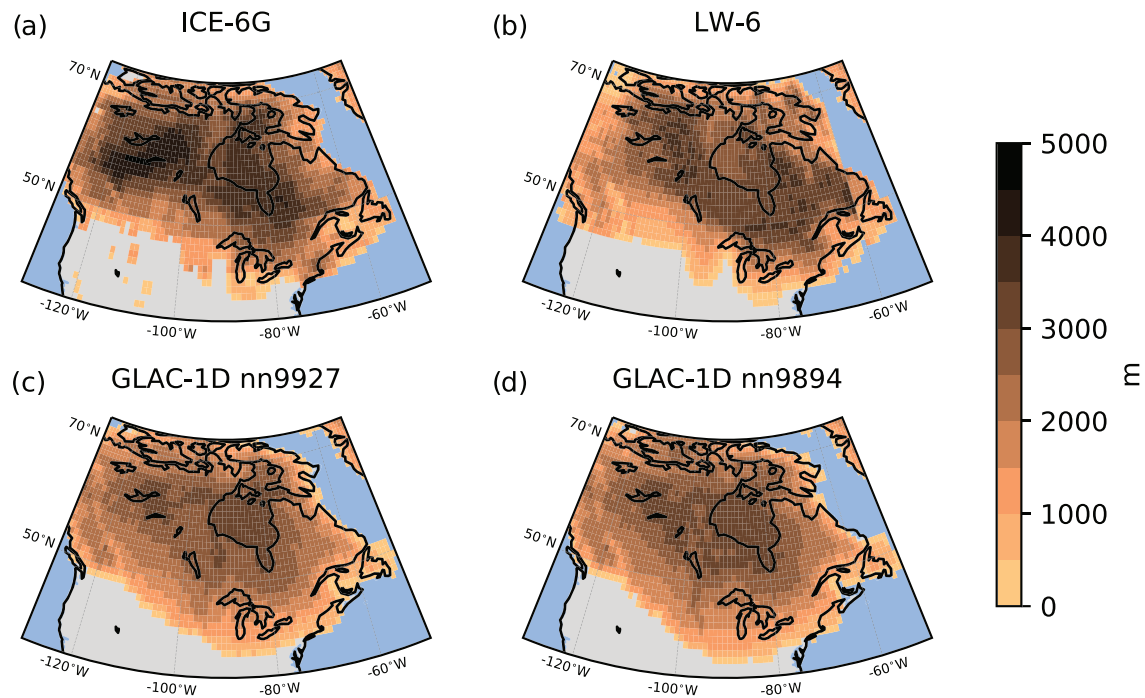 (a) ICE-6G
(b) LW-6
70°N
50°N
-120°W
-100°W
-80°W
-60°W
70°N
50°N
-120°W
-100°W
-80°W
-60°W
(c) GLAC-1D nn9927
(d) GLAC-1D nn9894
70°N
50°N
-120°W
-100°W
-80°W
-60°W
70°N
50°N
-120°W
-100°W
-80°W
-60°W
5000
4000
3000
2000
1000
0
m